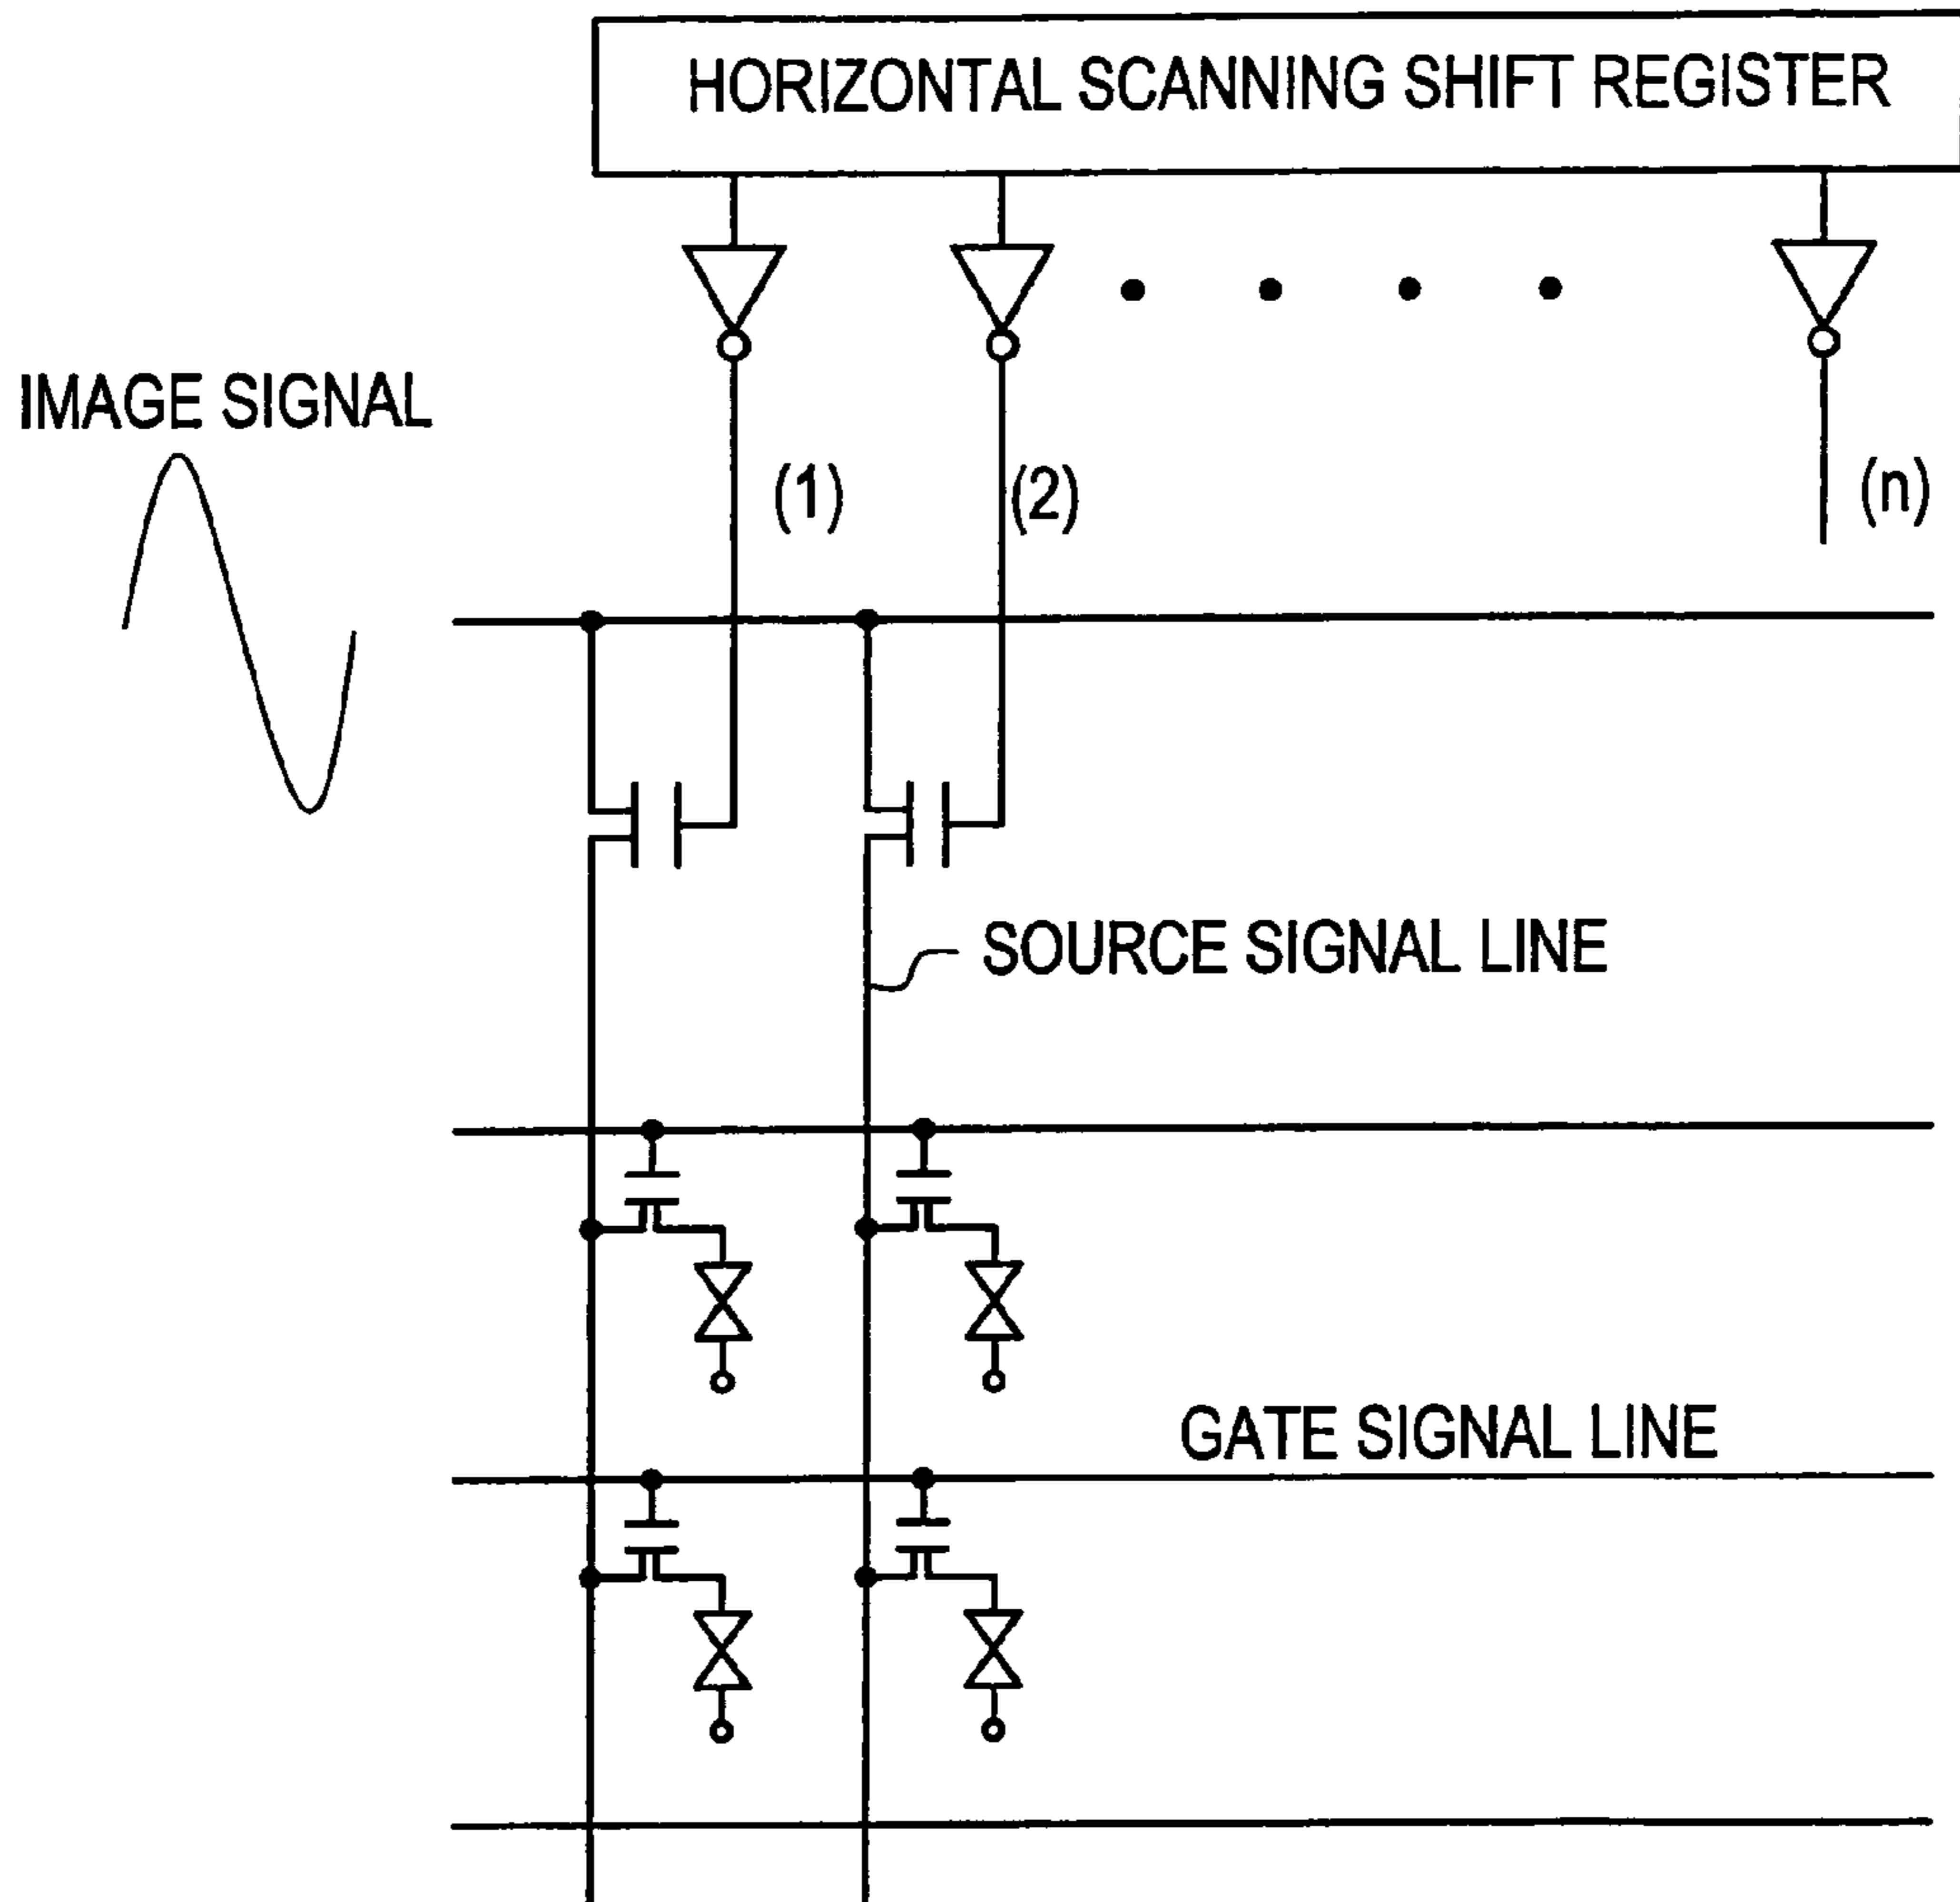 HORIZONTAL SCANNING SHIFT REGISTER
IMAGE SIGNAL
(1)
(2)
(n)
SOURCE SIGNAL LINE
GATE SIGNAL LINE